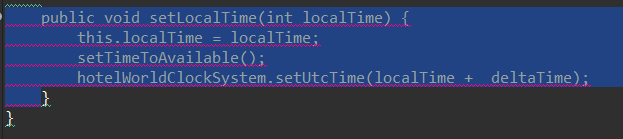 public void setLocalTime(int localTime) {
this.localTime = localTime;
setTimeToAvailable();
hotelWorldClockSystem.setUtcTime(localTime +  deltaTime);
}
}